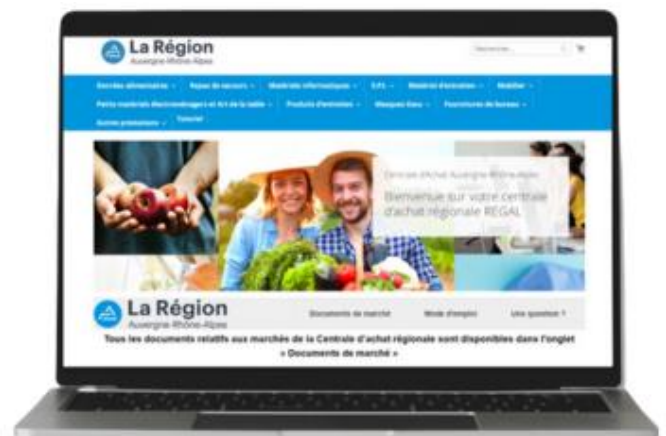 La Région
Auvergne-Rhône-Alpes
Rechercher...
Denrées alimentaires Repas de secours Matériels informatiques E.P.I. Matériel d'entretien Mobilier
Petits matériels électroménagers et Art de la table Produits d'entretien Masques tissu Fournitures de bureau
Autres prestations Tutoriel
Centrale d'Achat Auvergne-Rhône-Alpes
Bienvenue sur votre centrale
d'achat régionale REGAL
La Région
Auvergne-Rhône-Alpes
Documents de marché Mode d'emploi Une question ?
Tous les documents relatifs aux marchés de la Centrale d'achat régionale sont disponibles dans l'onglet
« Documents de marché »